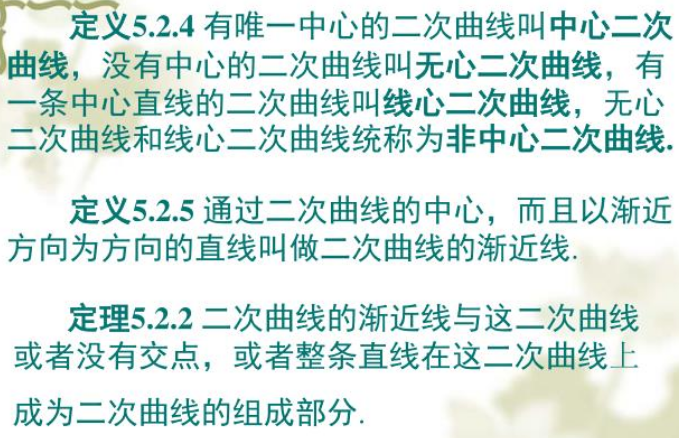 定义5.2.4 有唯一中心的二次曲线叫中心二次
曲线，没有中心的二次曲线叫无心二次曲线，有
一条中心直线的二次曲线叫线心二次曲线，无心
二次曲线和线心二次曲线统称为非中心二次曲线.
定义5.2.5 通过二次曲线的中心，而且以渐近
方向为方向的直线叫做二次曲线的渐近线.
定理5.2.2 二次曲线的渐近线与这二次曲线
或者没有交点，或者整条直线在这二次曲线上
成为二次曲线的组成部分.